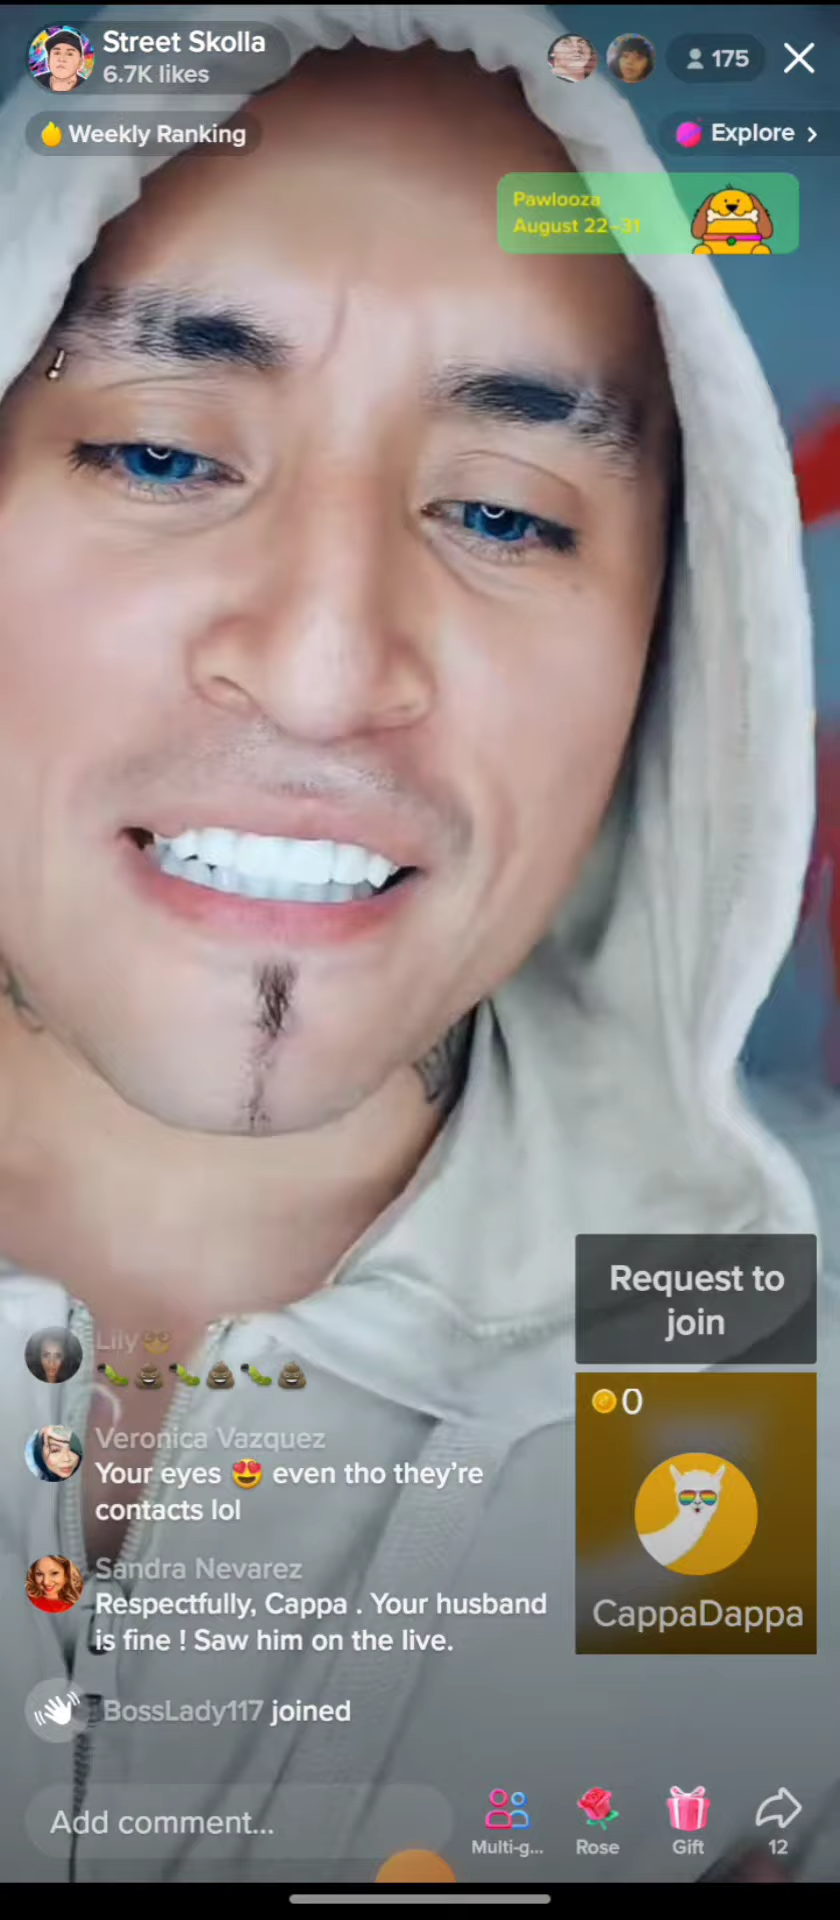 Street Skolla
6.7K likes
175
Weekly Ranking
Explore
Pawlooza
August 22-31
Request to
join
0
CappaDappa
Lily
Veronica Vazquez
Your eyes 😍 even tho they're
contacts lol
Sandra Nevarez
Respectfully, Cappa . Your husband
is fine ! Saw him on the live.
BossLady117 joined
Add comment...
Multi-g...
Rose
Gift
12